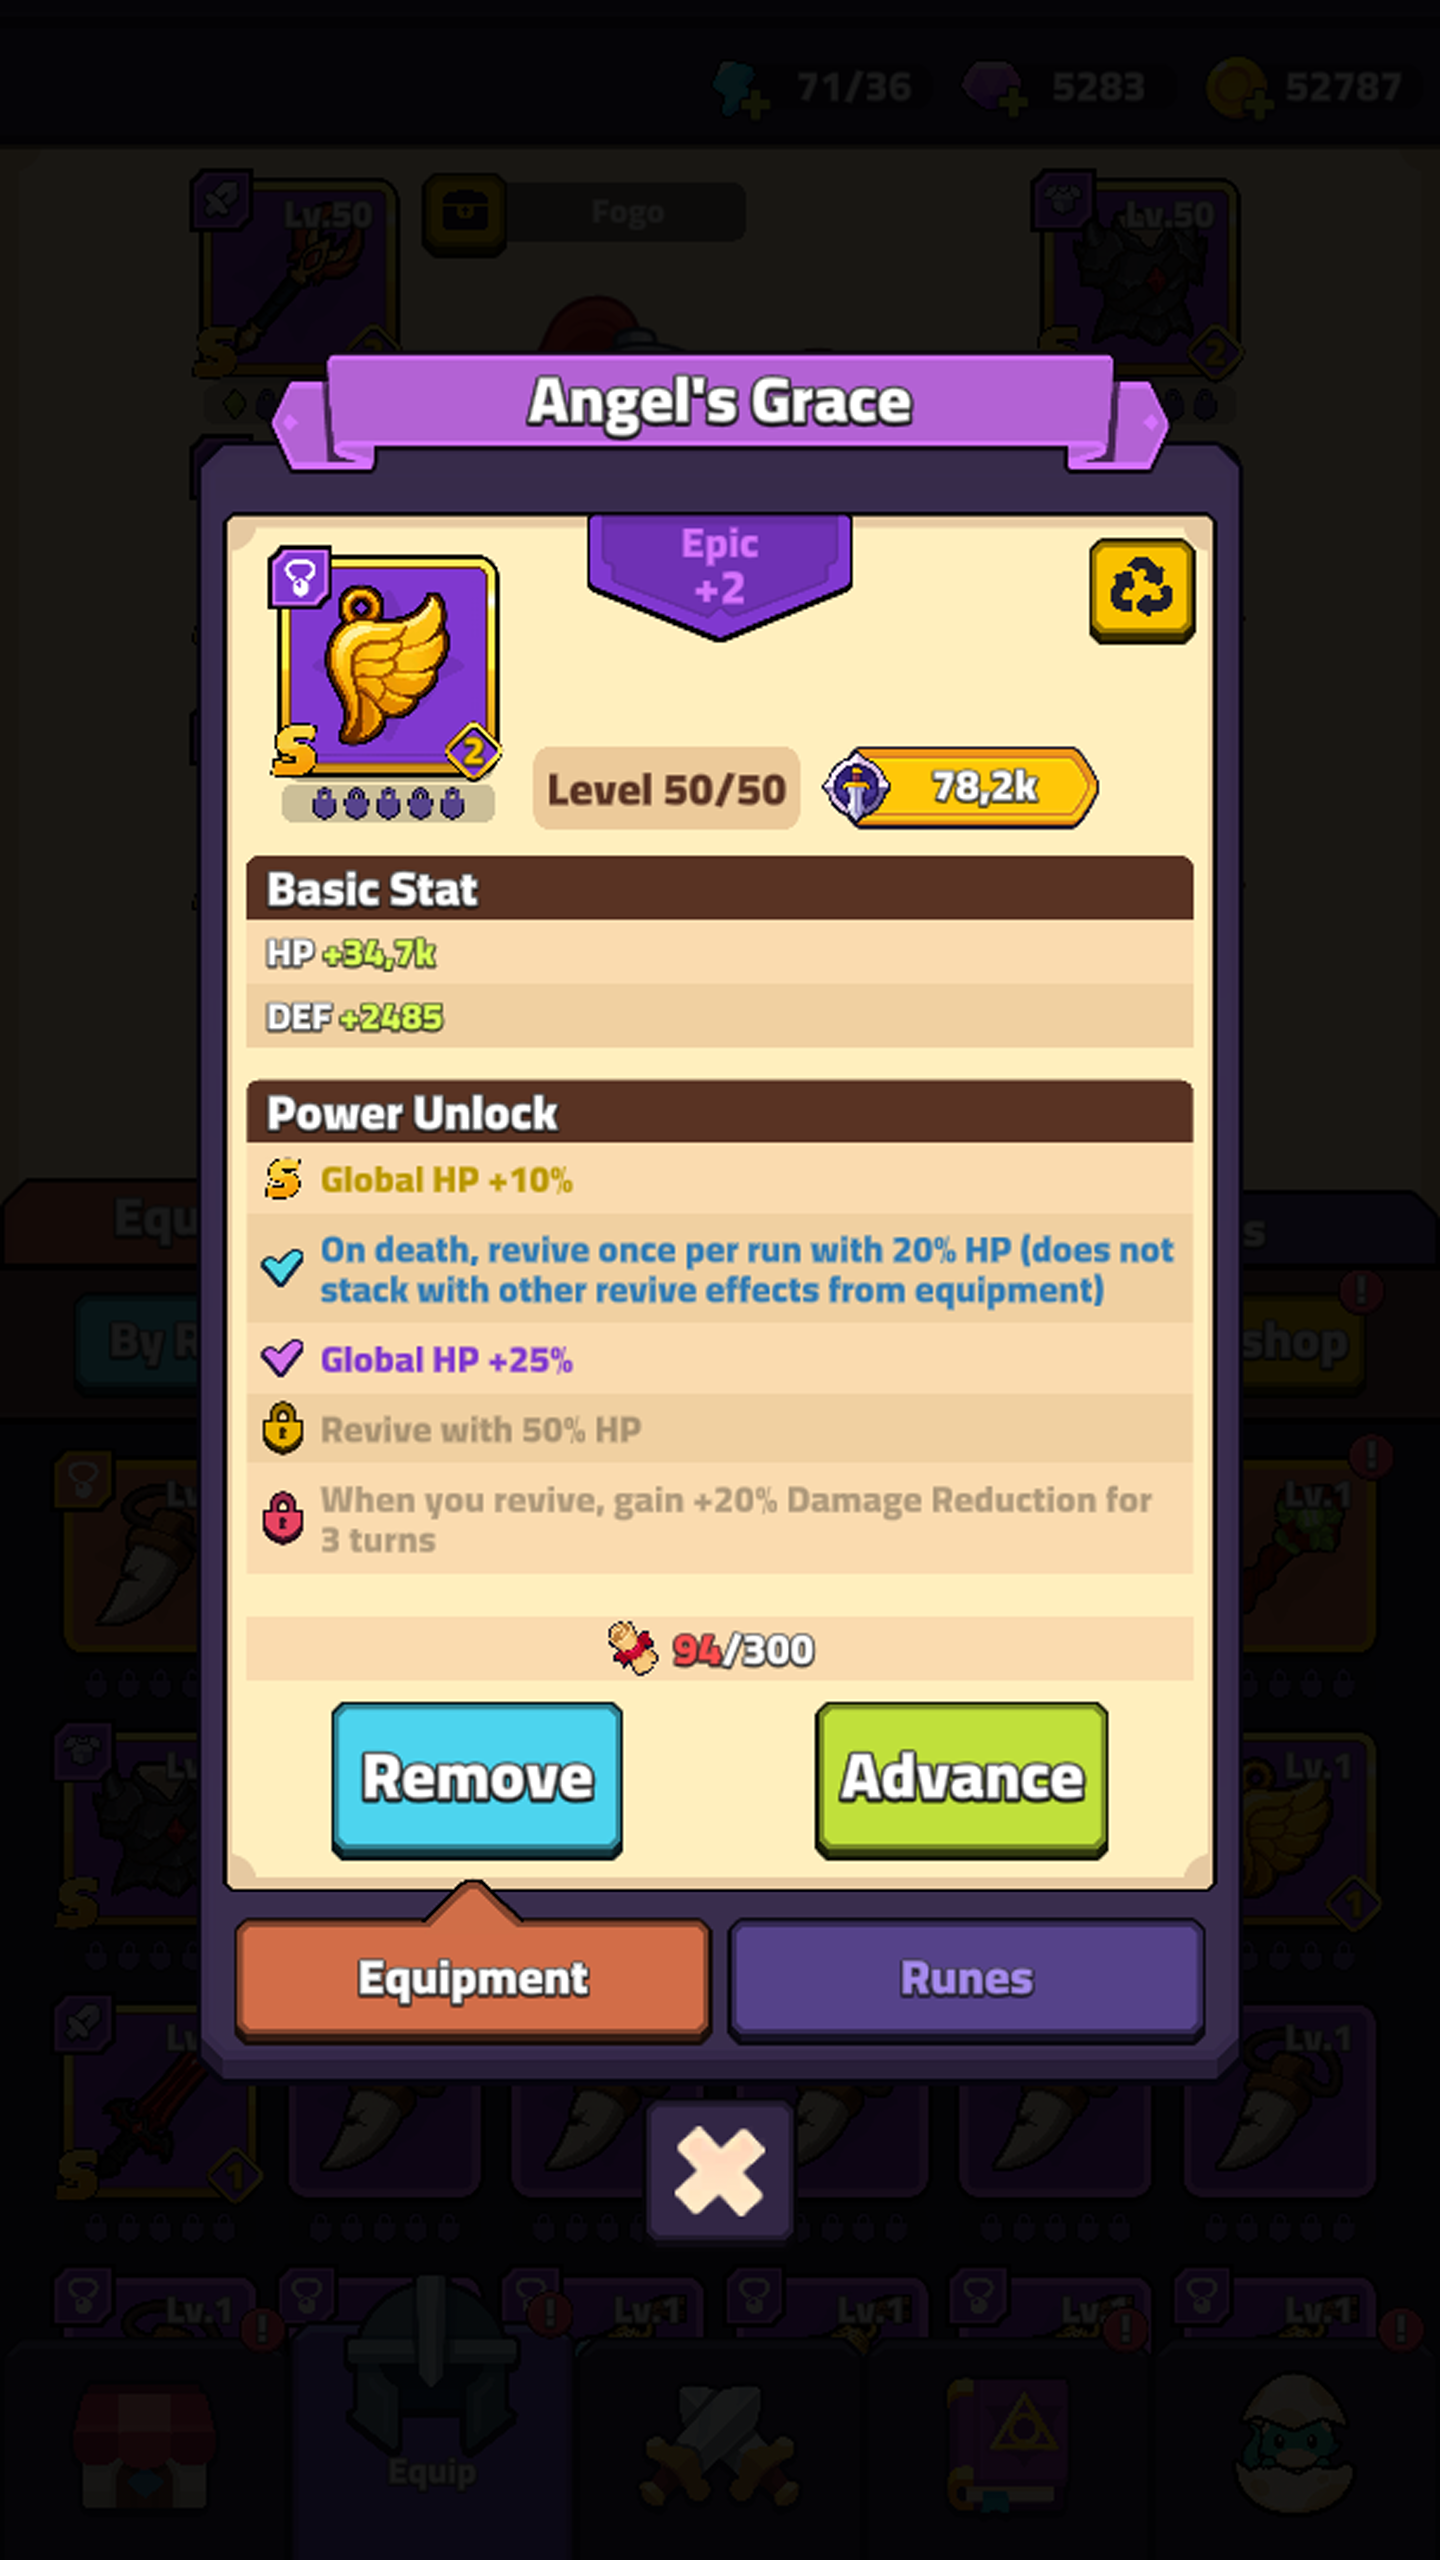 71/36 5283 52787
Lv.50 Fogo Lv.50
S S 2
Angel's Grace
Epic
+2
S 2
Level 50/50 78,2k
Basic Stat
HP +34,7k
DEF +2485
Power Unlock
S Global HP +10%
On death, revive once per run with 20% HP (does not
stack with other revive effects from equipment)
Global HP +25%
Revive with 50% HP
When you revive, gain +20% Damage Reduction for
3 turns
94/300
Remove Advance
Equipment Runes
Lv.1
Lv.1
S 1
Lv.1
S 1
Lv.1 Lv.1 Lv.1 Lv.1 Lv.1
Equip